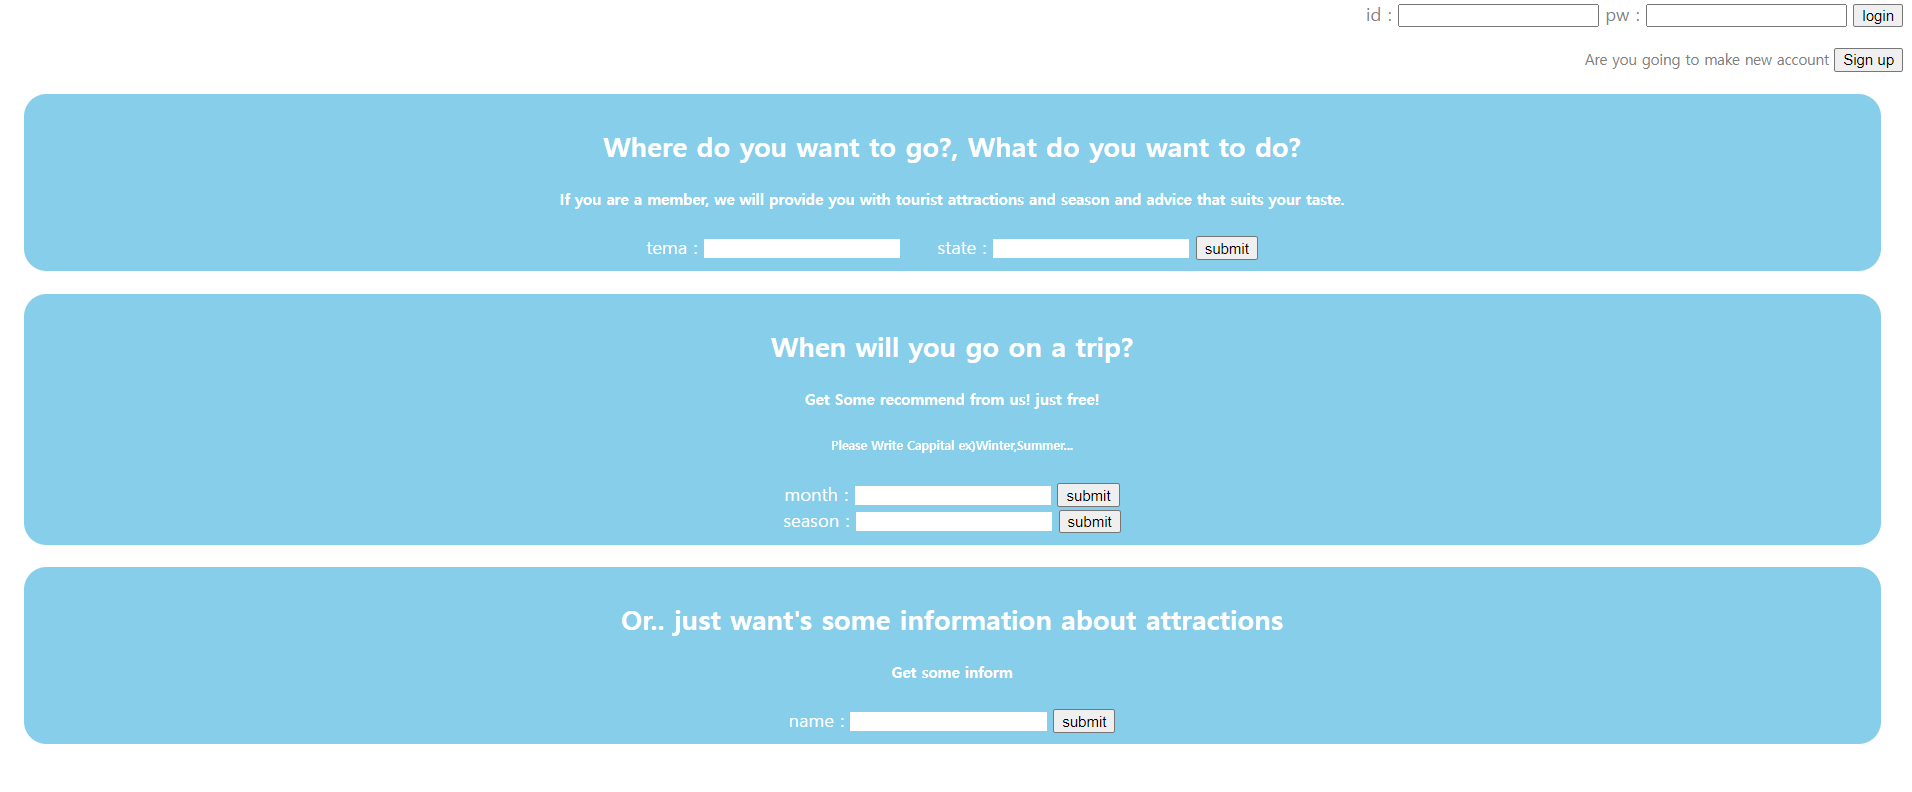 id : pw : login
Are you going to make new account Sign up
Where do you want to go?, What do you want to do?
If you are a member, we will provide you with tourist attractions and season and advice that suits your taste.
tema : state : submit
When will you go on a trip?
Get Some recommend from us! just free!
Please Write Cappital ex)Winter,Summer...
month : submit
season : submit
Or.. just want's some information about attractions
Get some inform
name : submit